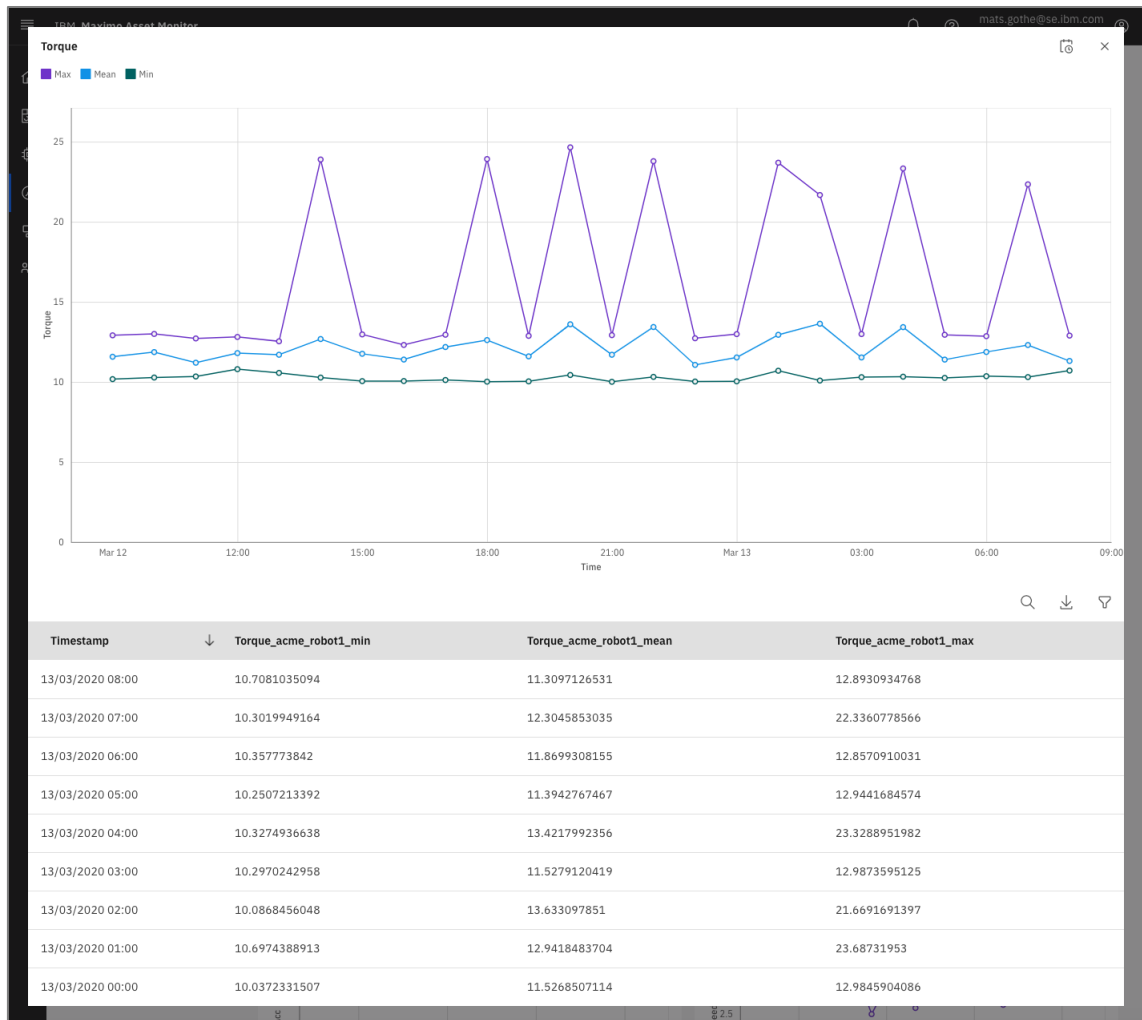 IBM Maximo Asset Monitor
mats.gothe@se.ibm.com
Torque
Max Mean Min
25
20
15
10
5
0
Torque
Mar 12 12:00 15:00 18:00 21:00 Mar 13 03:00 06:00 09:00
Time
Timestamp Torque_acme_robot1_min Torque_acme_robot1_mean Torque_acme_robot1_max
13/03/2020 08:00 10.7081035094 11.3097126531 12.8930934768
13/03/2020 07:00 10.3019949164 12.3045853035 22.3360778566
13/03/2020 06:00 10.357773842 11.8699308155 12.8570910031
13/03/2020 05:00 10.2507213392 11.3942767467 12.9441684574
13/03/2020 04:00 10.3274936638 13.4217992356 23.3288951982
13/03/2020 03:00 10.2970242958 11.5279120419 12.9873595125
13/03/2020 02:00 10.0868456048 13.633097851 21.6691691397
13/03/2020 01:00 10.6974388913 12.9418483704 23.68731953
13/03/2020 00:00 10.0372331507 11.5268507114 12.9845904086
2.5